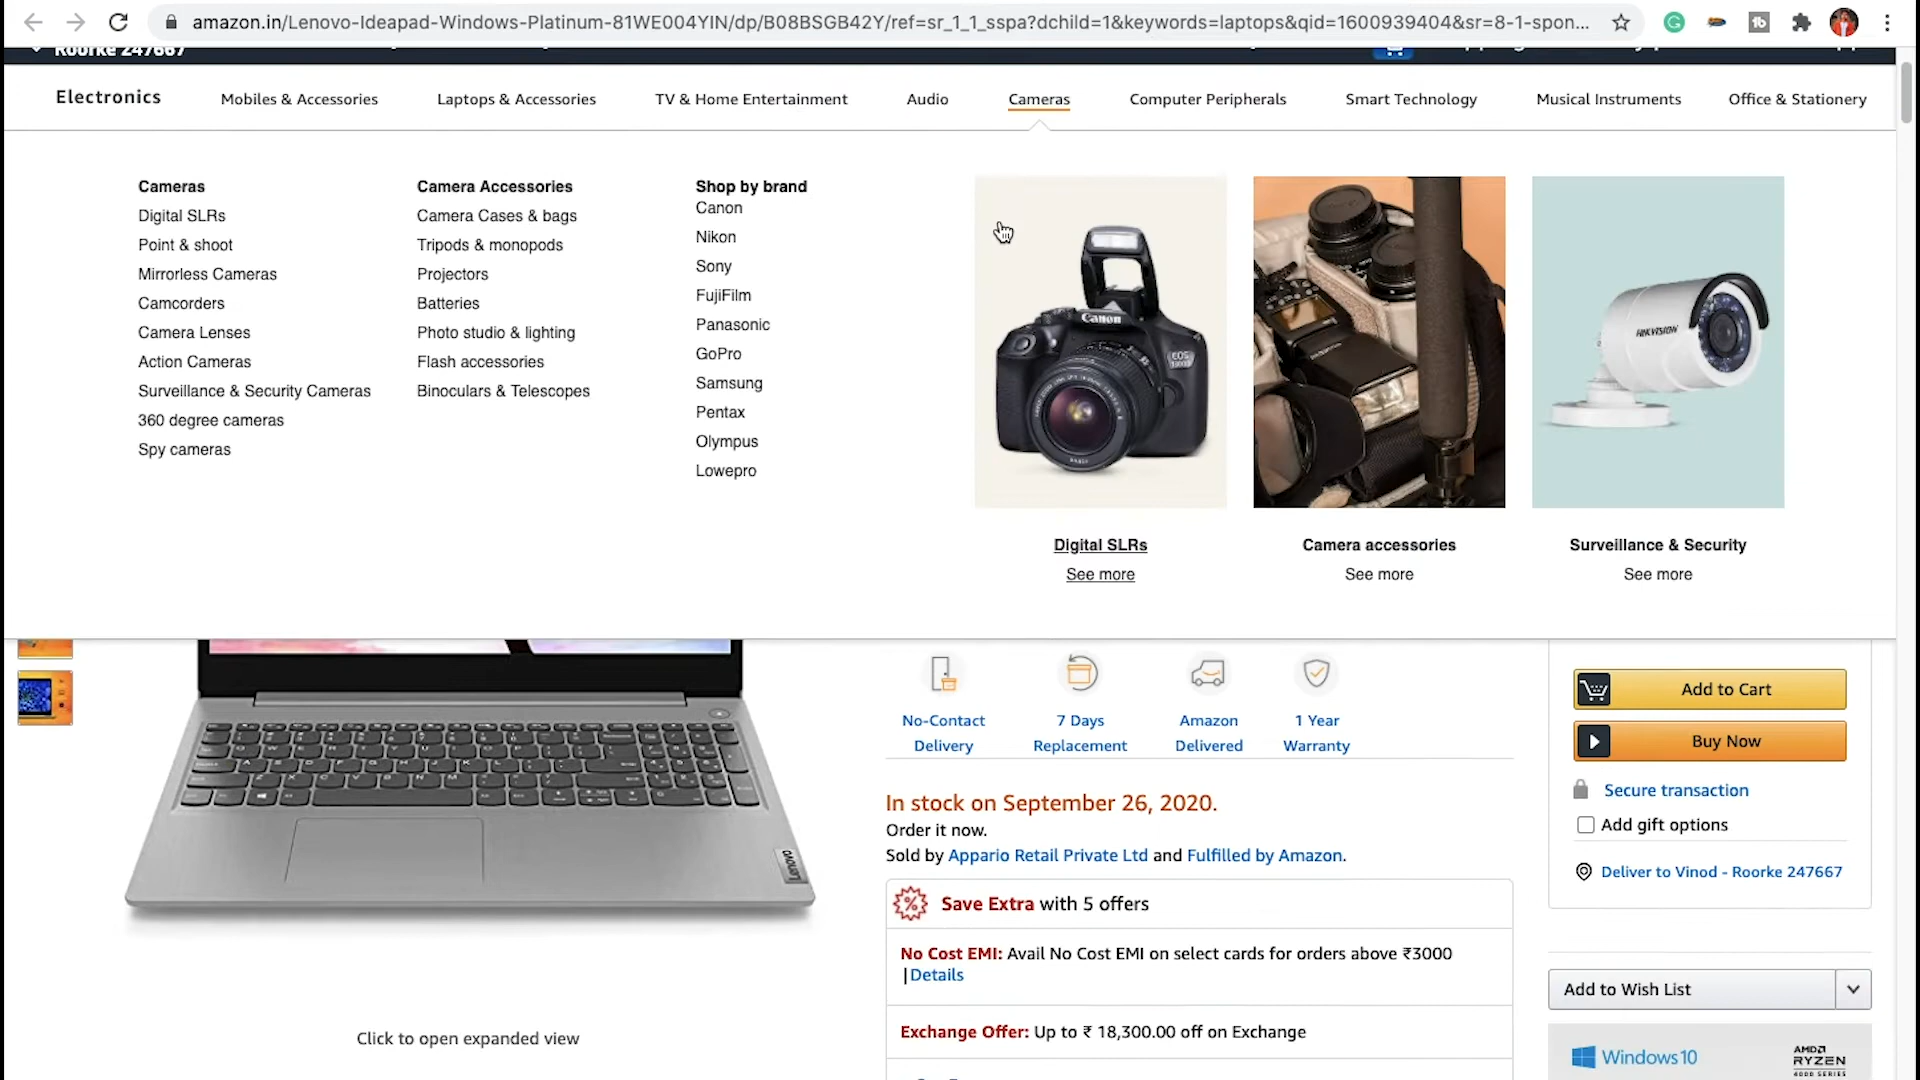 amazon.in/Lenovo-Ideapad-Windows-Platinum-81WE004YIN/dp/B08BSGB42Y/ref=sr_1_1_sspa?dchild=1&keywords=laptops&qid=1600939404&sr=8-1-spon...
Roorke 247667
Electronics
Mobiles & Accessories
Laptops & Accessories
TV & Home Entertainment
Audio
Cameras
Computer Peripherals
Smart Technology
Musical Instruments
Office & Stationery
Cameras
Digital SLRs
Point & shoot
Mirrorless Cameras
Camcorders
Camera Lenses
Action Cameras
Surveillance & Security Cameras
360 degree cameras
Spy cameras
Camera Accessories
Camera Cases & bags
Tripods & monopods
Projectors
Batteries
Photo studio & lighting
Flash accessories
Binoculars & Telescopes
Shop by brand
Canon
Nikon
Sony
FujiFilm
Panasonic
GoPro
Samsung
Pentax
Olympus
Lowepro
Canon
EOS
HIKVISION
Digital SLRs
See more
Camera accessories
See more
Surveillance & Security
See more
Lenovo
Click to open expanded view
No-Contact
Delivery
7 Days
Replacement
Amazon
Delivered
1 Year
Warranty
In stock on September 26, 2020.
Order it now.
Sold by Appario Retail Private Ltd and Fulfilled by Amazon.
Save Extra with 5 offers
No Cost EMI: Avail No Cost EMI on select cards for orders above ₹3000
|Details
Exchange Offer: Up to ₹ 18,300.00 off on Exchange
Add to Cart
Buy Now
Secure transaction
Add gift options
Deliver to Vinod - Roorke 247667
Add to Wish List
Windows10
AMD
RYZEN
4000 SERIES